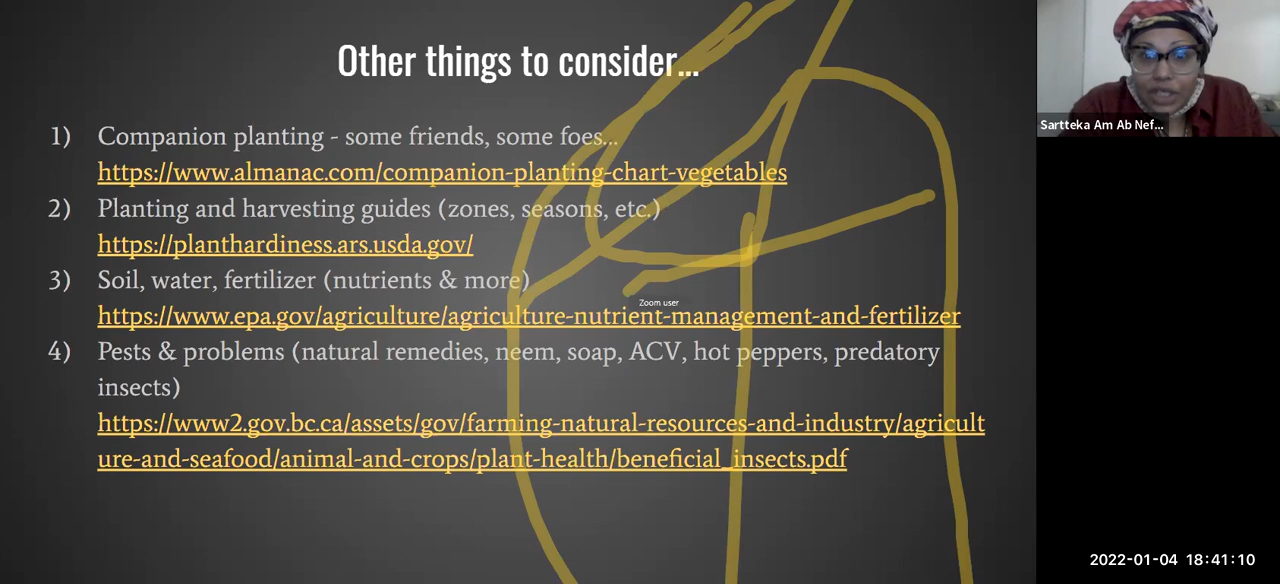 Other things to consider...
1) Companion planting - some friends, some foes...
https://www.almanac.com/companion-planting-chart-vegetables
2) Planting and harvesting guides (zones, seasons, etc.)
https://planthardiness.ars.usda.gov/
3) Soil, water, fertilizer (nutrients & more)
Zoom user
https://www.epa.gov/agriculture/agriculture-nutrient-management-and-fertilizer
4) Pests & problems (natural remedies, neem, soap, ACV, hot peppers, predatory
insects)
https://www2.gov.bc.ca/assets/gov/farming-natural-resources-and-industry/agricult
ure-and-seafood/animal-and-crops/plant-health/beneficial_insects.pdf
Sartteka Am Ab Nef...
2022-01-04 18:41:10